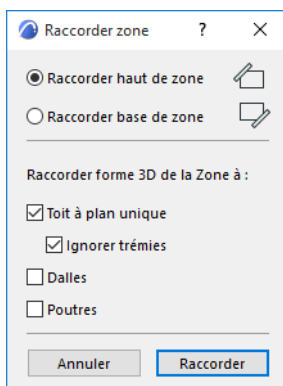 Raccorder zone ?
Raccorder haut de zone
Raccorder base de zone
Raccorder forme 3D de la Zone à :
Toit à plan unique
Ignorer trémies
Dalles
Poutres
Annuler Raccorder